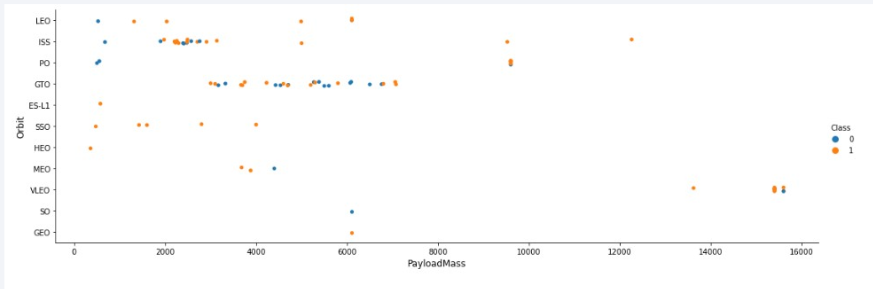 LEO
ISS
PO
GTO
ES-L1
SSO
HEO
MEO
VLEO
SO
GEO
Orbit
0 2000 4000 6000 8000 10000 12000 14000 16000
PayloadMass
Class
0
1